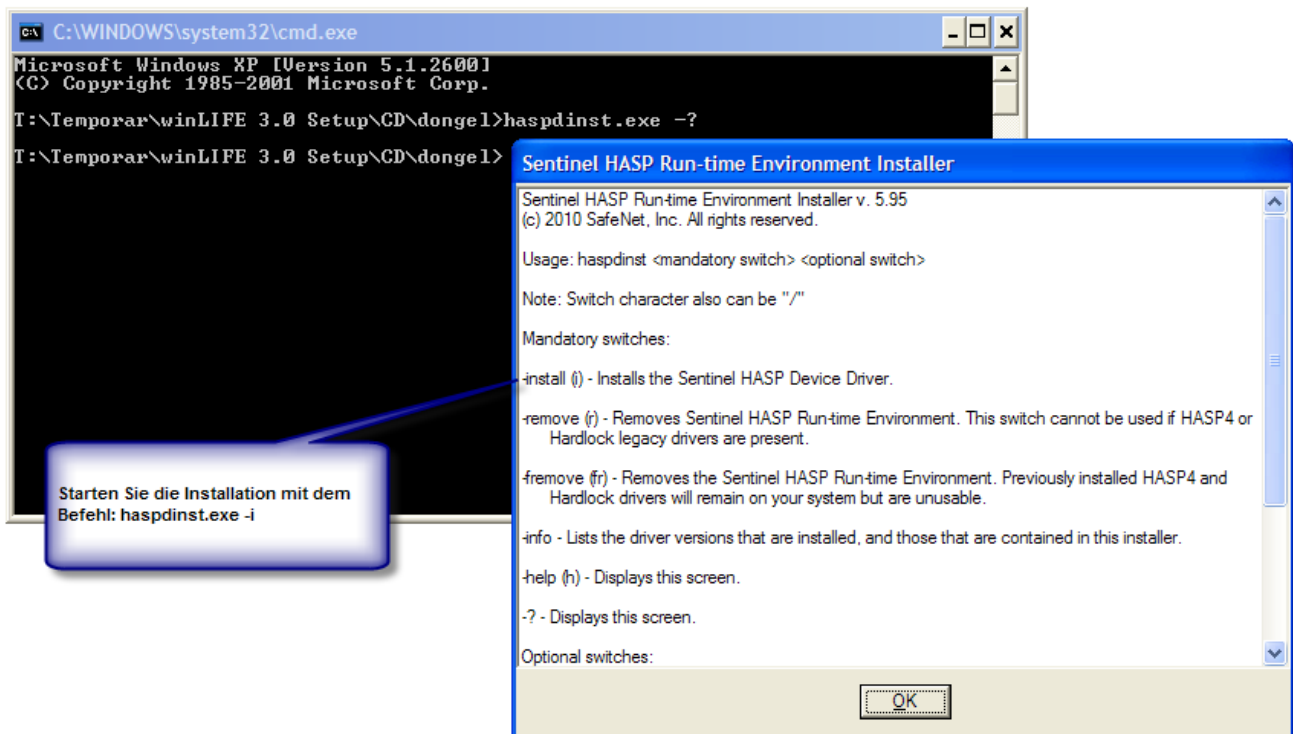 C:\WINDOWS\system32\cmd.exe
Microsoft Windows XP [Version 5.1.2600]
(C) Copyright 1985-2001 Microsoft Corp.
T:\Temporar\winLIFE 3.0 Setup\CD\dongel>haspdinst.exe -?
T:\Temporar\winLIFE 3.0 Setup\CD\dongel>
Starten Sie die Installation mit dem
Befehl: haspdinst.exe -i
Sentinel HASP Run-time Environment Installer
Sentinel HASP Run-time Environment Installer v. 5.95
(c) 2010 SafeNet, Inc. All rights reserved.
Usage: haspdinst <mandatory switch> <optional switch>
Note: Switch character also can be "/"
Mandatory switches:
-install (i) - Installs the Sentinel HASP Device Driver.
-remove (r) - Removes Sentinel HASP Run-time Environment. This switch cannot be used if HASP4 or
Hardlock legacy drivers are present.
-fremove (fr) - Removes the Sentinel HASP Run-time Environment. Previously installed HASP4 and
Hardlock drivers will remain on your system but are unusable.
-info - Lists the driver versions that are installed, and those that are contained in this installer.
-help (h) - Displays this screen.
-? - Displays this screen.
Optional switches:
OK